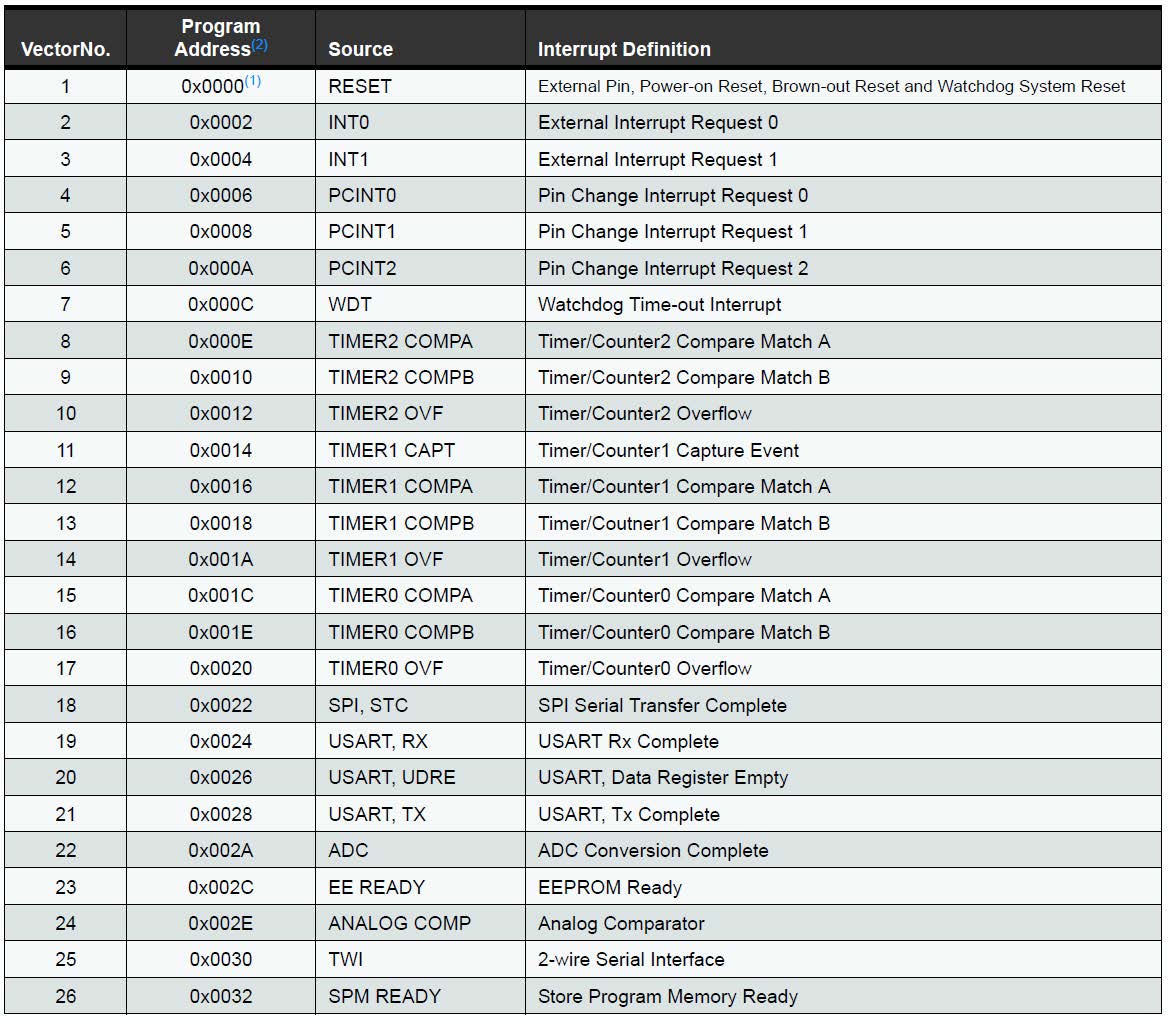 VectorNo. Program Address(2) Source Interrupt Definition
1 0x0000(1) RESET External Pin, Power-on Reset, Brown-out Reset and Watchdog System Reset
2 0x0002 INT0 External Interrupt Request 0
3 0x0004 INT1 External Interrupt Request 1
4 0x0006 PCINT0 Pin Change Interrupt Request 0
5 0x0008 PCINT1 Pin Change Interrupt Request 1
6 0x000A PCINT2 Pin Change Interrupt Request 2
7 0x000C WDT Watchdog Time-out Interrupt
8 0x000E TIMER2 COMPA Timer/Counter2 Compare Match A
9 0x0010 TIMER2 COMPB Timer/Counter2 Compare Match B
10 0x0012 TIMER2 OVF Timer/Counter2 Overflow
11 0x0014 TIMER1 CAPT Timer/Counter1 Capture Event
12 0x0016 TIMER1 COMPA Timer/Counter1 Compare Match A
13 0x0018 TIMER1 COMPB Timer/Coutner1 Compare Match B
14 0x001A TIMER1 OVF Timer/Counter1 Overflow
15 0x001C TIMER0 COMPA Timer/Counter0 Compare Match A
16 0x001E TIMER0 COMPB Timer/Counter0 Compare Match B
17 0x0020 TIMER0 OVF Timer/Counter0 Overflow
18 0x0022 SPI, STC SPI Serial Transfer Complete
19 0x0024 USART, RX USART Rx Complete
20 0x0026 USART, UDRE USART, Data Register Empty
21 0x0028 USART, TX USART, Tx Complete
22 0x002A ADC ADC Conversion Complete
23 0x002C EE READY EEPROM Ready
24 0x002E ANALOG COMP Analog Comparator
25 0x0030 TWI 2-wire Serial Interface
26 0x0032 SPM READY Store Program Memory Ready